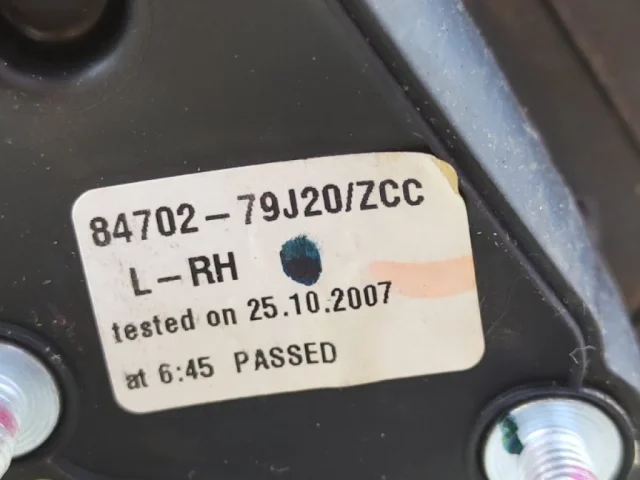 84702-79J20/ZCC
L-RH
tested on 25.10.2007
at 6:45 PASSED